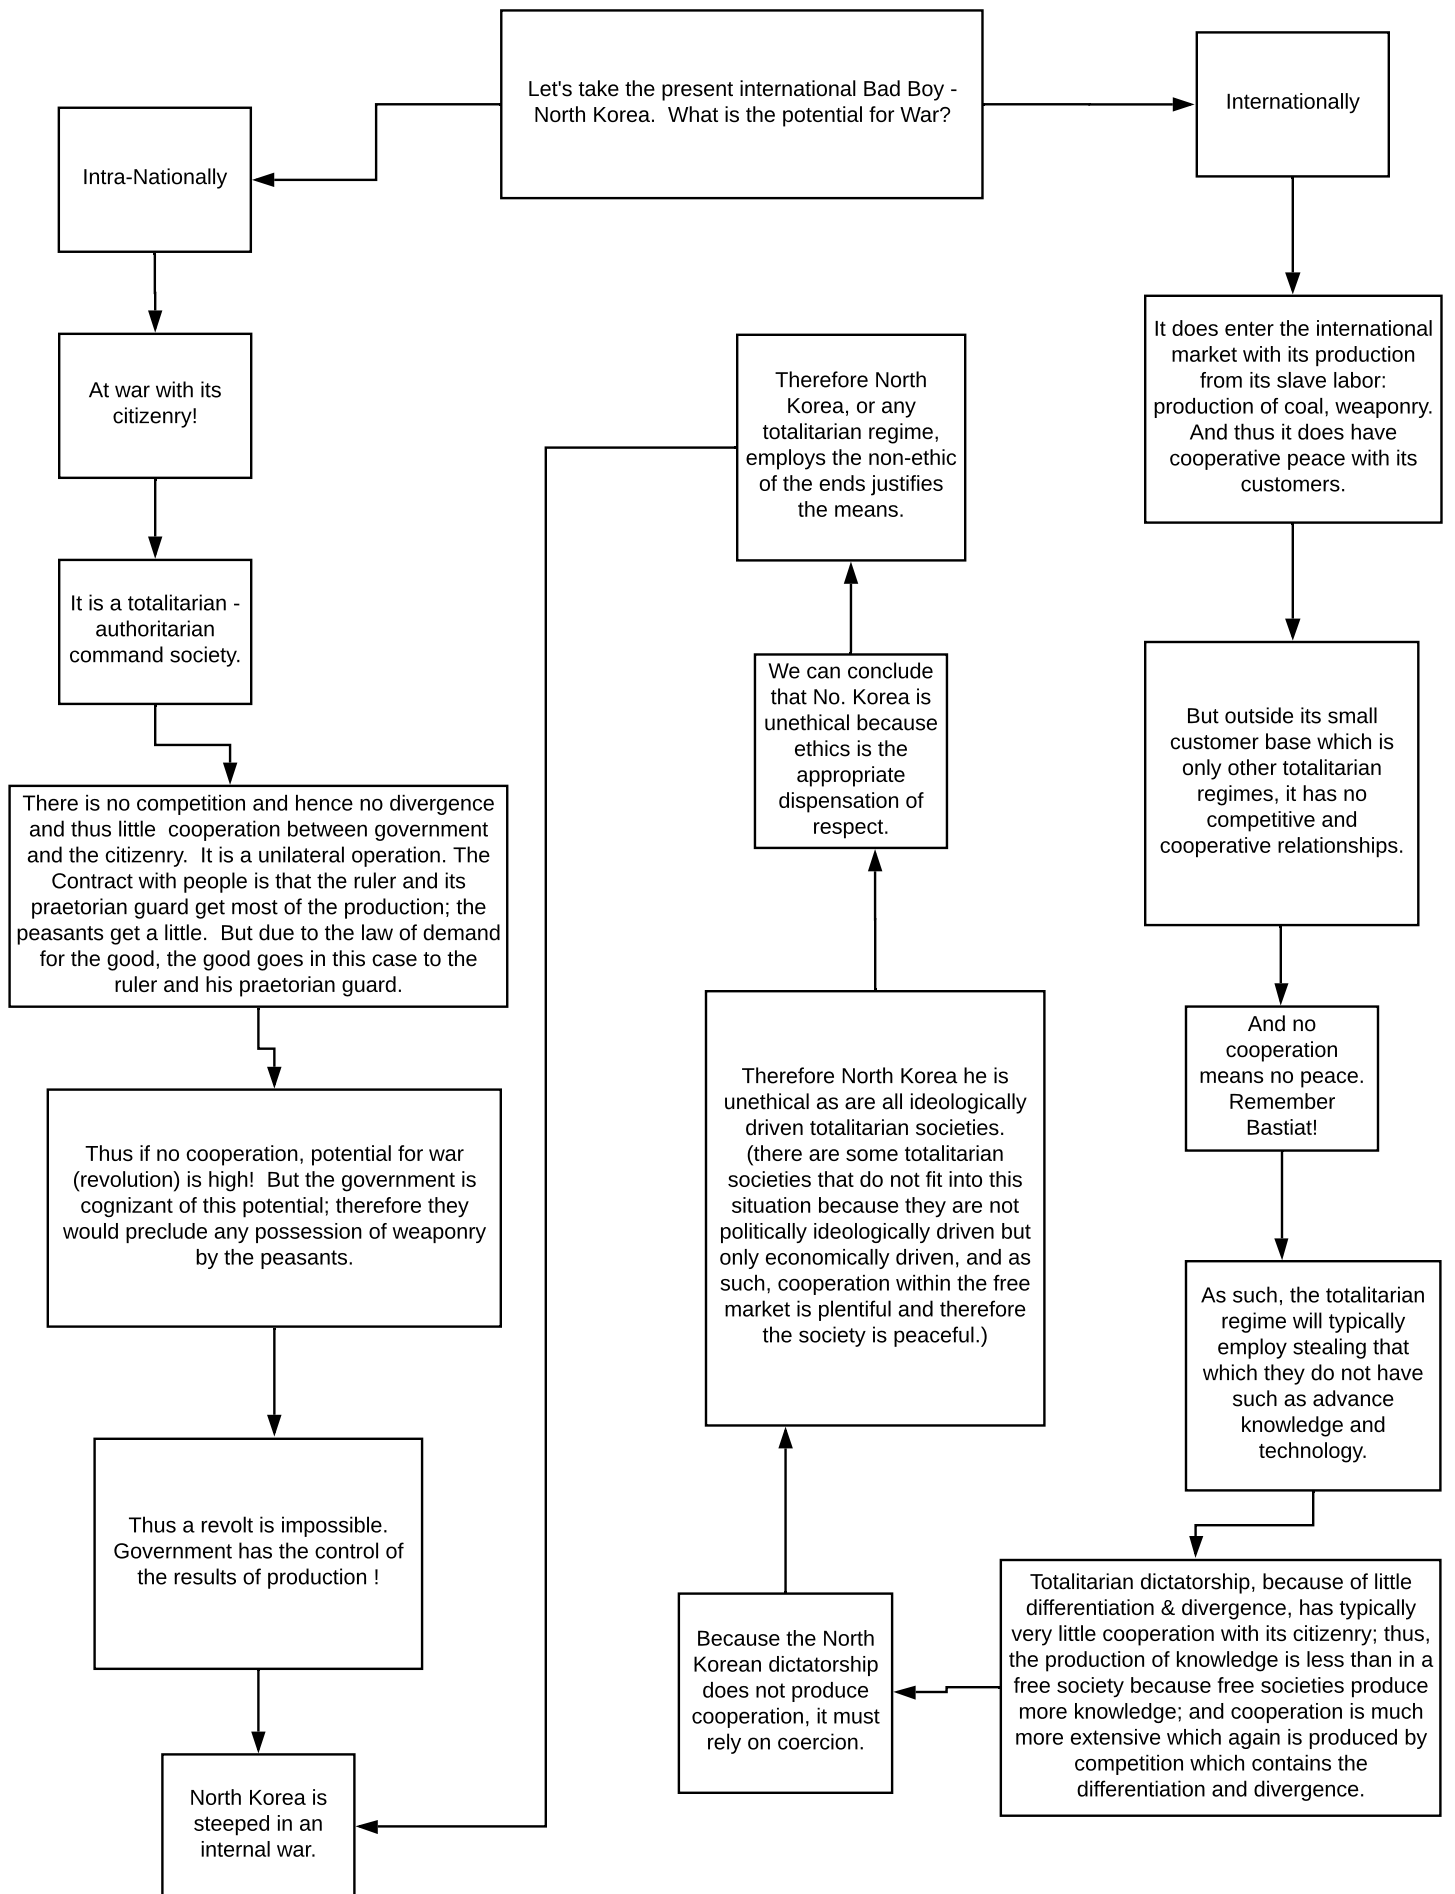 Let's take the present international Bad Boy -
North Korea.  What is the potential for War?
Intra-Nationally
At war with its
citizenry!
It is a totalitarian -
authoritarian
command society.
There is no competition and hence no divergence
and thus little  cooperation between government
and the citizenry.  It is a unilateral operation. The
Contract with people is that the ruler and its
praetorian guard get most of the production; the
peasants get a little.  But due to the law of demand
for the good, the good goes in this case to the
ruler and his praetorian guard.
Thus if no cooperation, potential for war
(revolution) is high!  But the government is
cognizant of this potential; therefore they
would preclude any possession of weaponry
by the peasants.
Thus a revolt is impossible.
Government has the control of
the results of production !
North Korea is
steeped in an
internal war.
Internationally
It does enter the international
market with its production
from its slave labor:
production of coal, weaponry.
And thus it does have
cooperative peace with its
customers.
But outside its small
customer base which is
only other totalitarian
regimes, it has no
competitive and
cooperative relationships.
And no
cooperation
means no peace.
Remember
Bastiat!
As such, the totalitarian
regime will typically
employ stealing that
which they do not have
such as advance
knowledge and
technology.
Totalitarian dictatorship, because of little
differentiation & divergence, has typically
very little cooperation with its citizenry; thus,
the production of knowledge is less than in a
free society because free societies produce
more knowledge; and cooperation is much
more extensive which again is produced by
competition which contains the
differentiation and divergence.
Because the North
Korean dictatorship
does not produce
cooperation, it must
rely on coercion.
Therefore North Korea he is
unethical as are all ideologically
driven totalitarian societies.
(there are some totalitarian
societies that do not fit into this
situation because they are not
politically ideologically driven but
only economically driven, and as
such, cooperation within the free
market is plentiful and therefore
the society is peaceful.)
We can conclude
that No. Korea is
unethical because
ethics is the
appropriate
dispensation of
respect.
Therefore North
Korea, or any
totalitarian regime,
employs the non-ethic
of the ends justifies
the means.